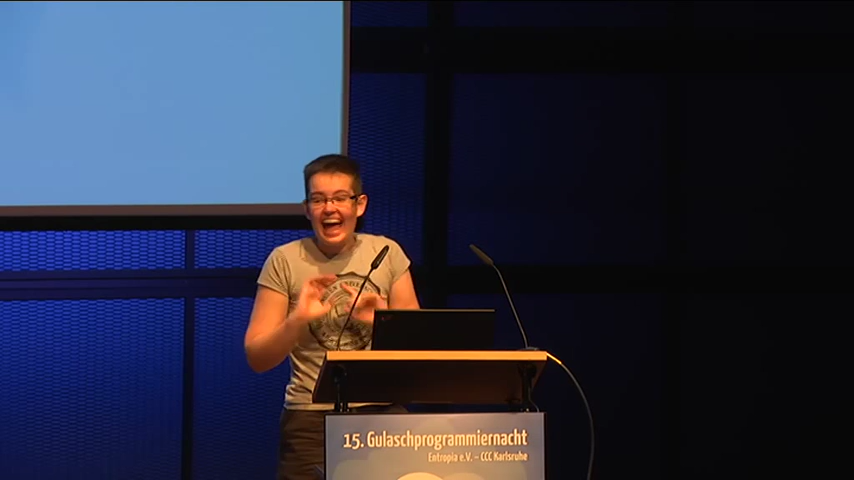 15. Gulaschprogrammiernacht
Entropia e.V. – CCC Karlsruhe